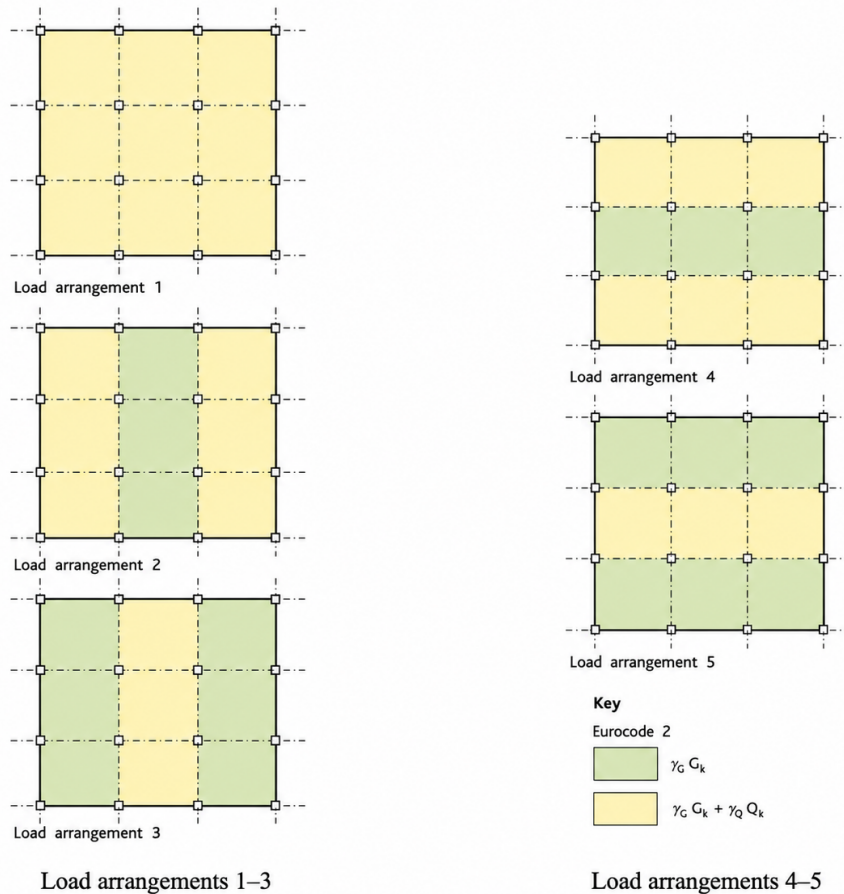 Load arrangement 1
Load arrangement 2
Load arrangement 3
Load arrangements 1–3
Load arrangement 4
Load arrangement 5
Key
Eurocode 2
γG Gk
γG Gk + γQ Qk
Load arrangements 4–5